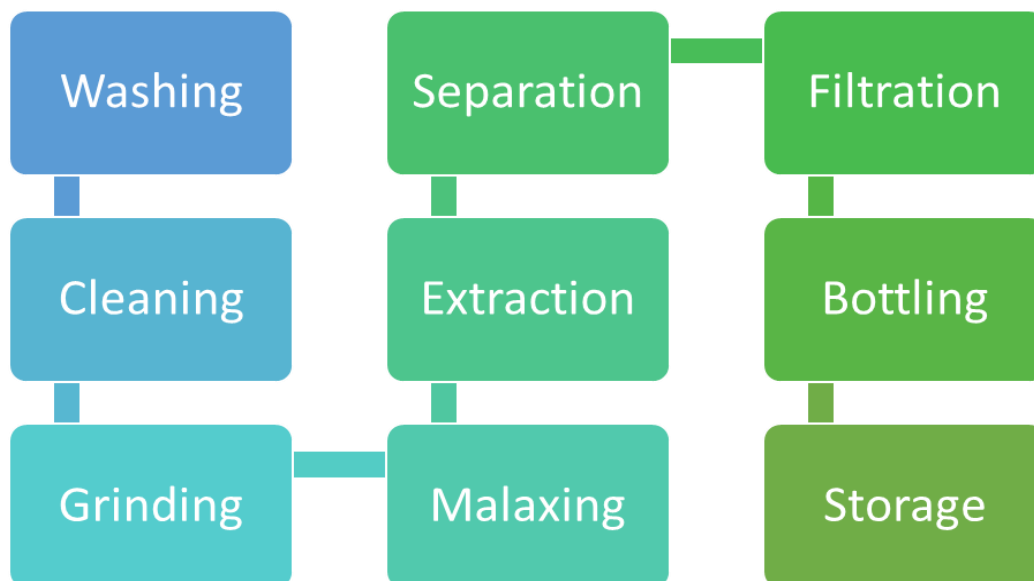 Washing
Cleaning
Grinding
Malaxing
Extraction
Separation
Filtration
Bottling
Storage